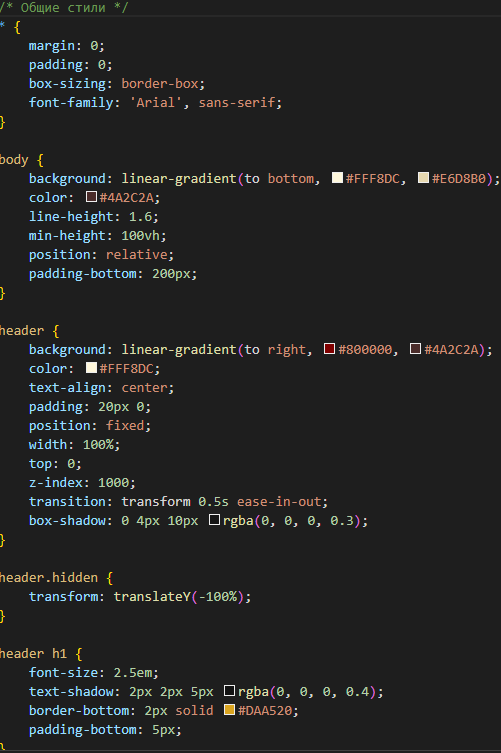 /* Общие стили */
* {
    margin: 0;
    padding: 0;
    box-sizing: border-box;
    font-family: 'Arial', sans-serif;
}

body {
    background: linear-gradient(to bottom, #FFF8DC, #E6D8B0);
    color: #4A2C2A;
    line-height: 1.6;
    min-height: 100vh;
    position: relative;
    padding-bottom: 200px;
}

header {
    background: linear-gradient(to right, #800000, #4A2C2A);
    color: #FFF8DC;
    text-align: center;
    padding: 20px 0;
    position: fixed;
    width: 100%;
    top: 0;
    z-index: 1000;
    transition: transform 0.5s ease-in-out;
    box-shadow: 0 4px 10px rgba(0, 0, 0, 0.3);
}

header.hidden {
    transform: translateY(-100%);
}

header h1 {
    font-size: 2.5em;
    text-shadow: 2px 2px 5px rgba(0, 0, 0, 0.4);
    border-bottom: 2px solid #DAA520;
    padding-bottom: 5px;
}